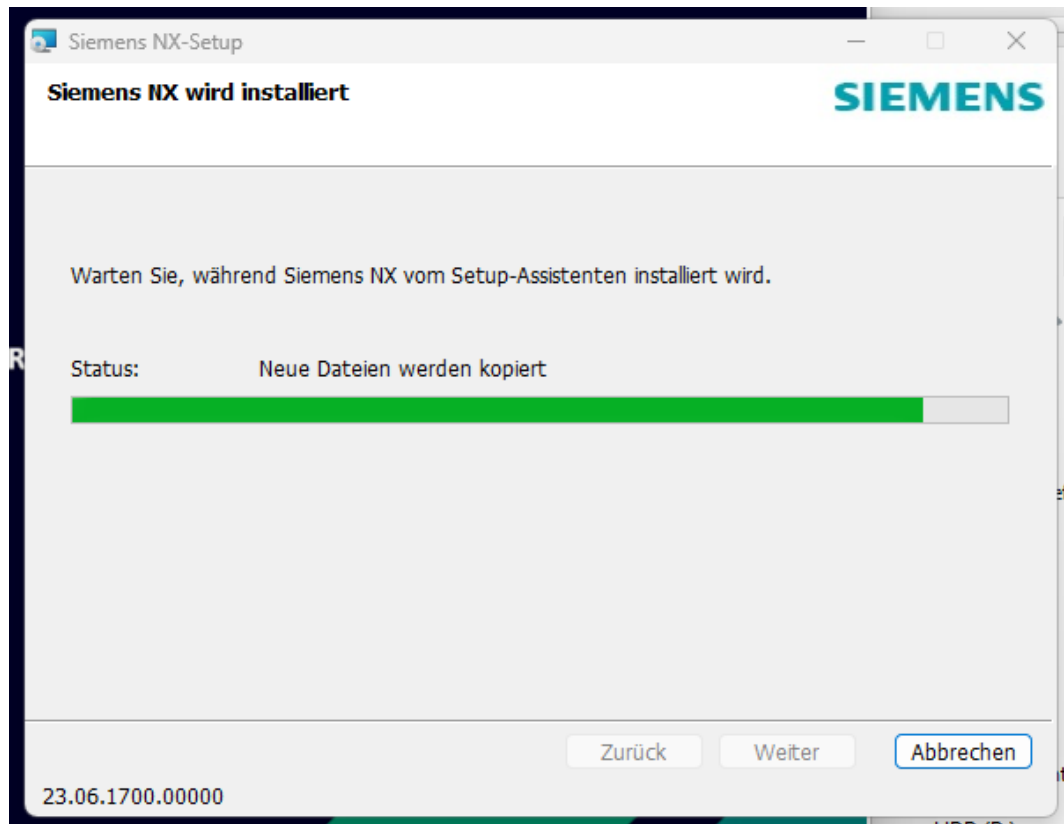 Siemens NX-Setup
Siemens NX wird installiert
SIEMENS
Warten Sie, während Siemens NX vom Setup-Assistenten installiert wird.
R
Status: Neue Dateien werden kopiert
Zurück Weiter Abbrechen
23.06.1700.00000